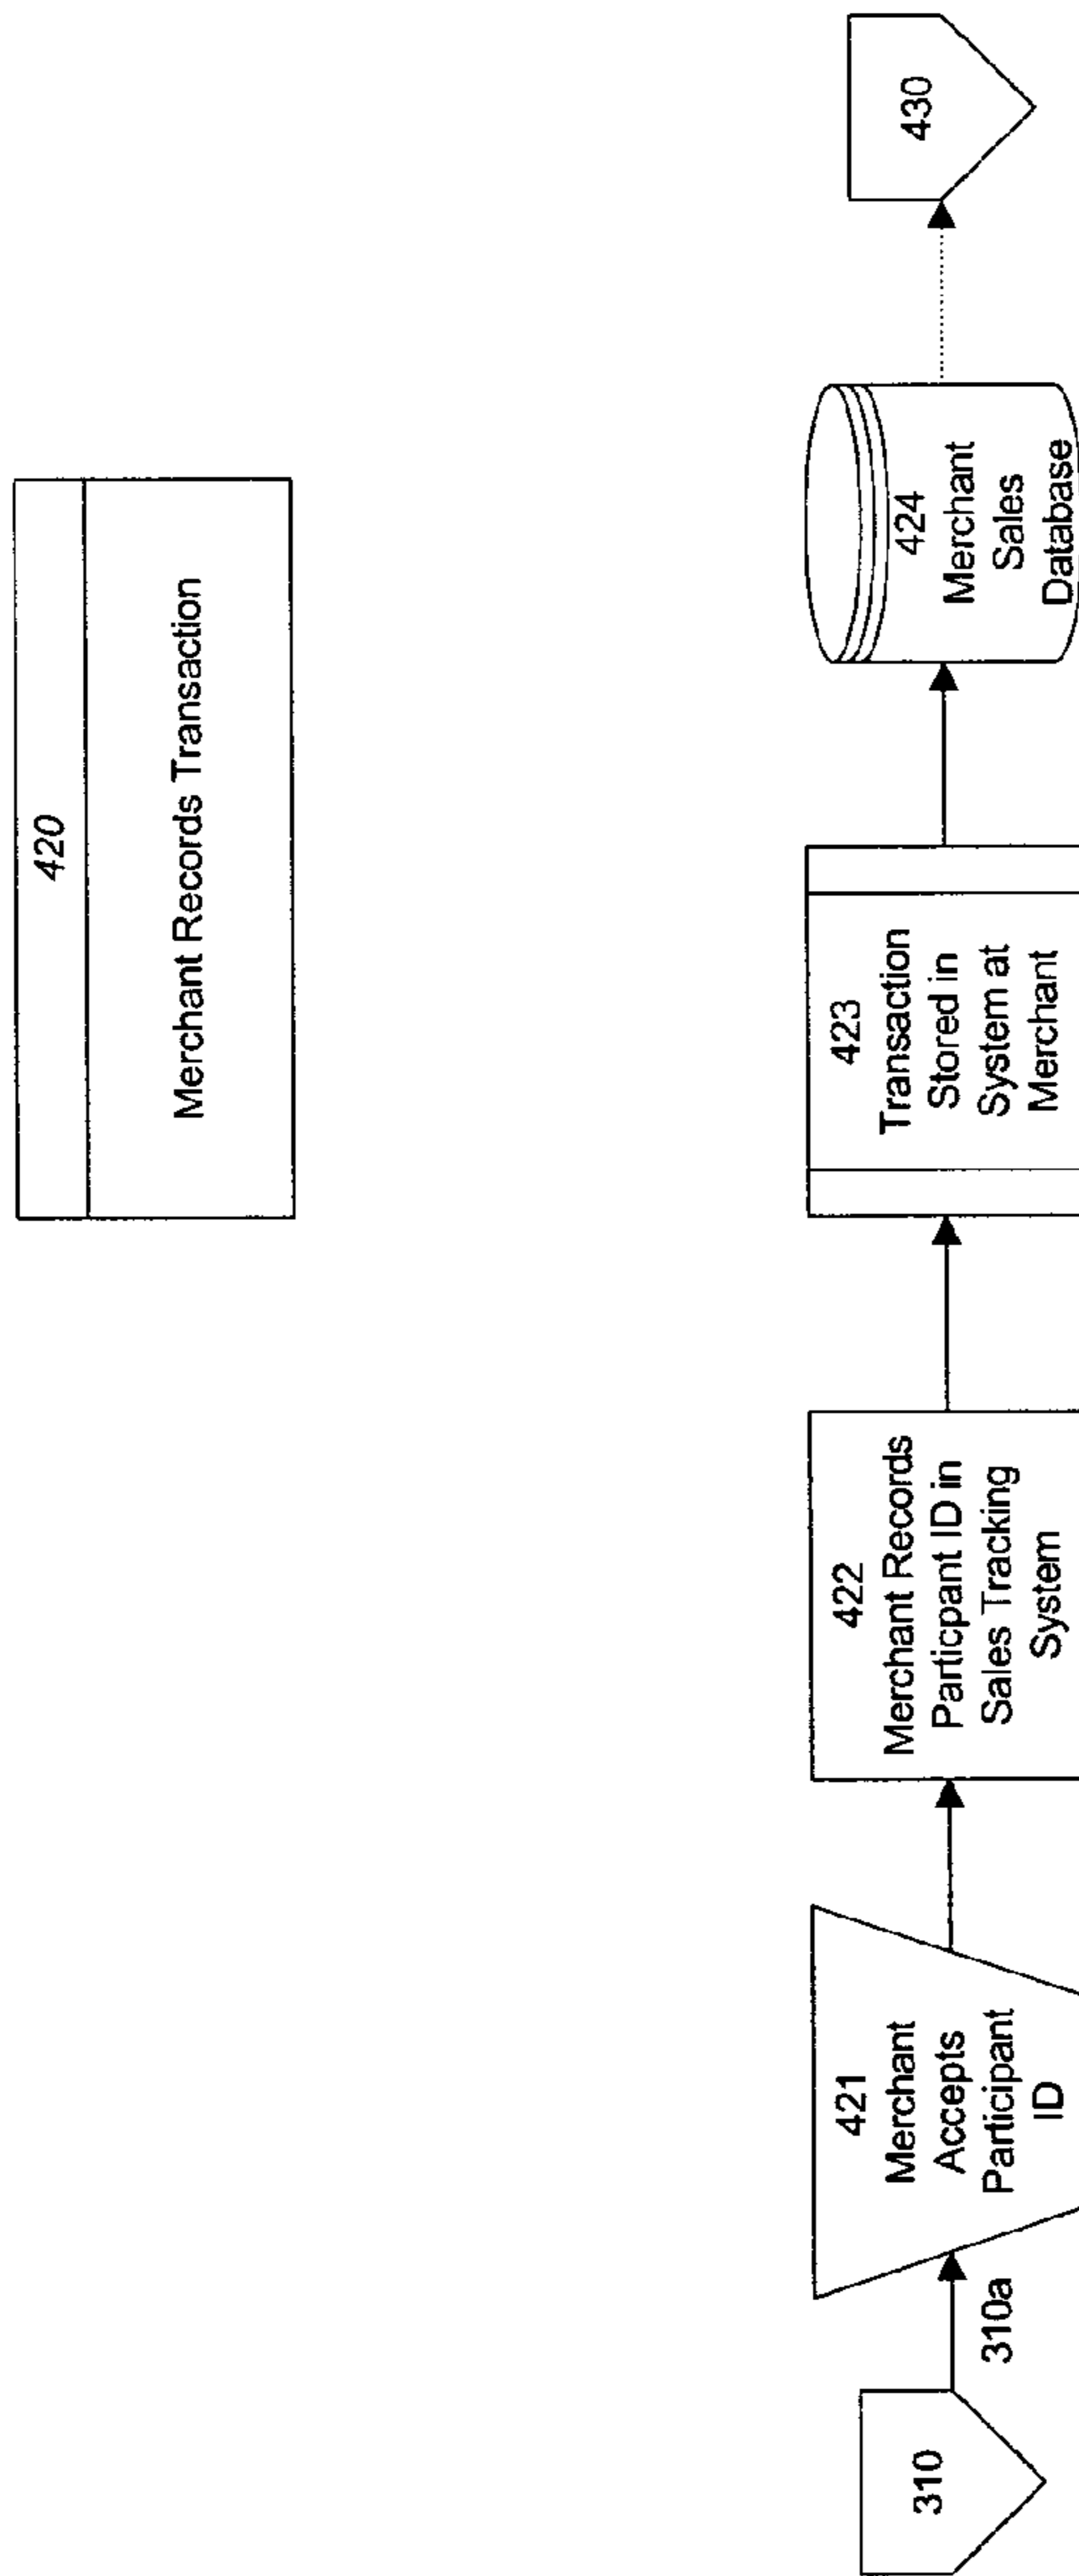 420
Merchant Records Transaction
310
310a
421
Merchant
Accepts
Participant
ID
422
Merchant Records
Particpant ID in
Sales Tracking
System
423
Transaction
Stored in
System at
Merchant
424
Merchant
Sales
Database
430